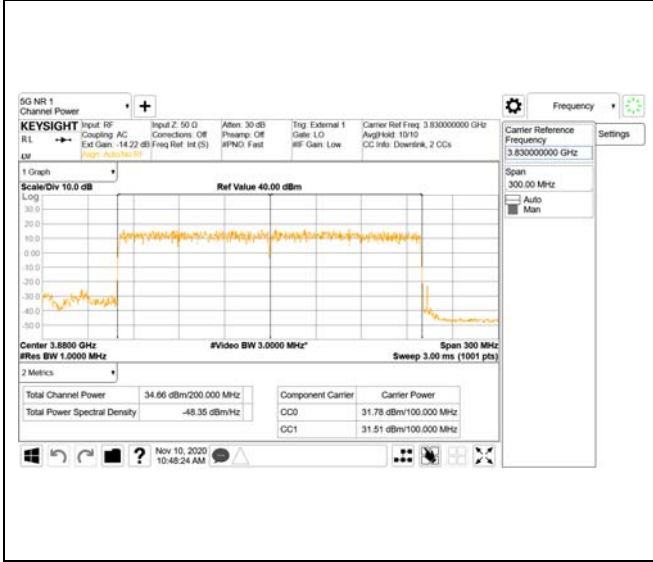 5G NR 1
Channel Power
Frequency
KEYSIGHT
Input: RF
Input Z: 50 Ω
Atten: 30 dB
Trig: External 1
Carrier Ref Freq: 3.830000000 GHz
R L
Coupling: AC
Corrections: Off
Preamp: Off
Gate: LO
Avg|Hold: 10/10
Ext Gain: -14.22 dB
Freq Ref: Int (S)
#PNO: Fast
#IF Gain: Low
CC Info: Downlink, 2 CCs
Align: Auto/No RF
Carrier Reference
Frequency
3.830000000 GHz
Settings
Span
300.00 MHz
Auto
Man
1 Graph
Scale/Div 10.0 dB
Ref Value 40.00 dBm
Log
30.0
20.0
10.0
0.00
-10.0
-20.0
-30.0
-40.0
-50.0
Center 3.8800 GHz
#Video BW 3.0000 MHz*
Span 300 MHz
#Res BW 1.0000 MHz
Sweep 3.00 ms (1001 pts)
2 Metrics
Total Channel Power
34.66 dBm/200.000 MHz
Total Power Spectral Density
-48.35 dBm/Hz
Component Carrier
Carrier Power
CC0
31.78 dBm/100.000 MHz
CC1
31.51 dBm/100.000 MHz
?
Nov 10, 2020
10:48:24 AM